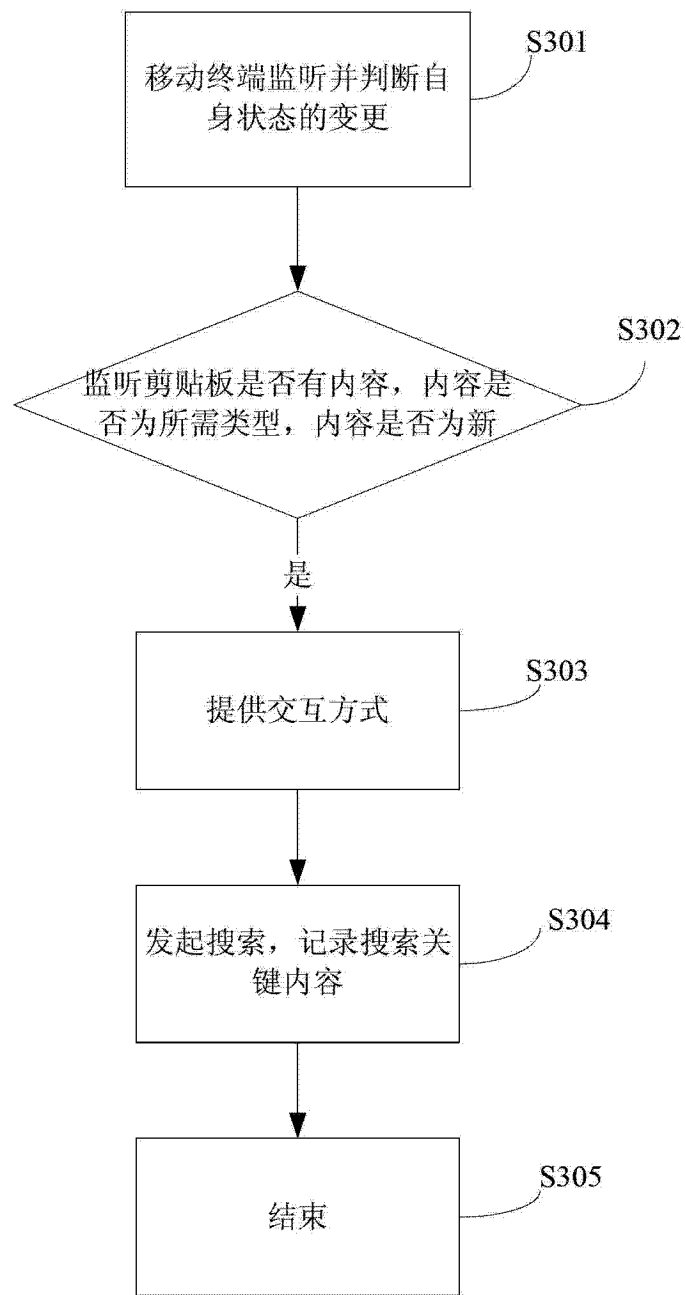 移动终端监听并判断自
身状态的变更
S301
监听剪贴板是否有内容，内容是
否为所需类型，内容是否为新
S302
是
提供交互方式
S303
发起搜索，记录搜索关
键内容
S304
结束
S305